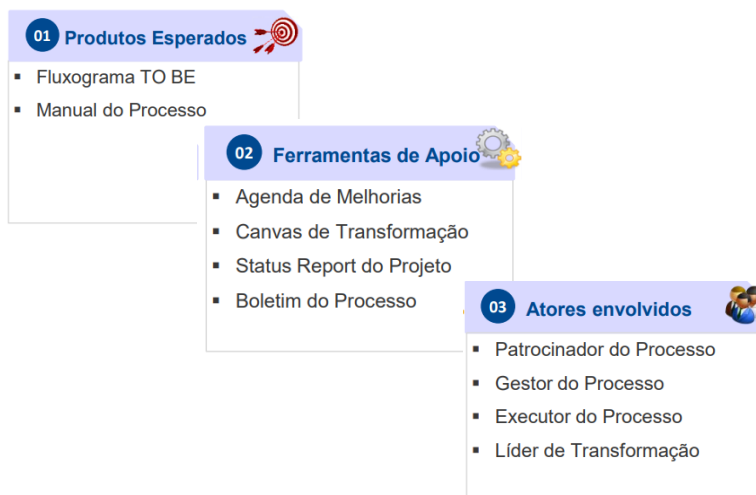 01 Produtos Esperados
▪ Fluxograma TO BE
▪ Manual do Processo
02 Ferramentas de Apoio
▪ Agenda de Melhorias
▪ Canvas de Transformação
▪ Status Report do Projeto
▪ Boletim do Processo
03 Atores envolvidos
▪ Patrocinador do Processo
▪ Gestor do Processo
▪ Executor do Processo
▪ Líder de Transformação